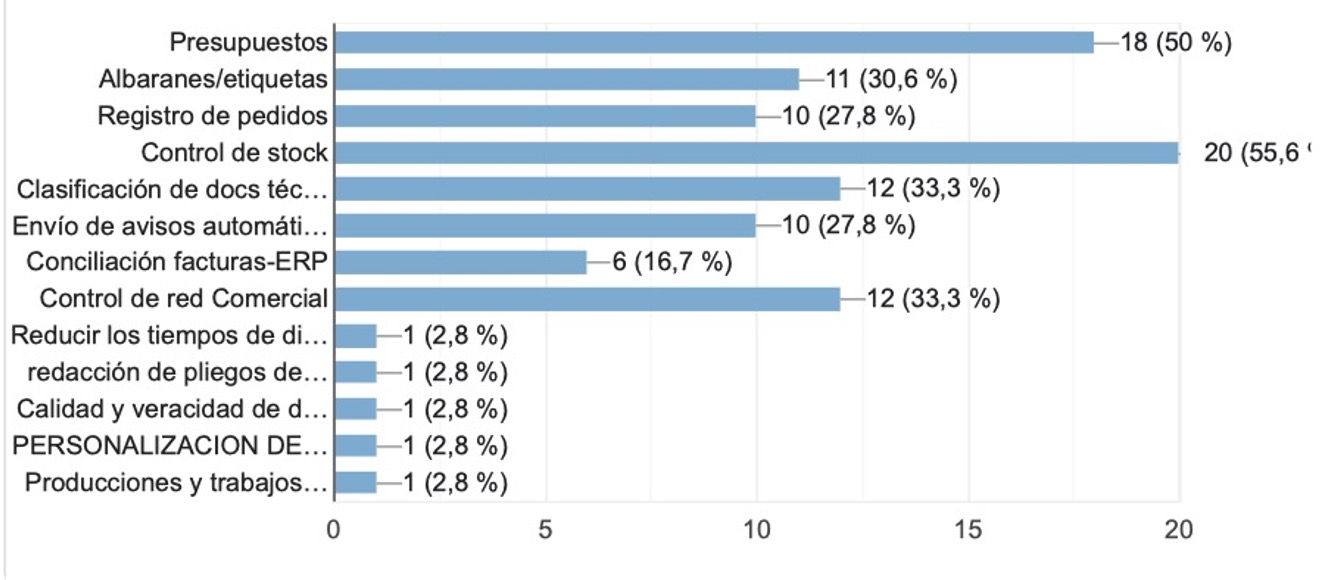 Presupuestos 18 (50 %)
Albaranes/etiquetas 11 (30,6 %)
Registro de pedidos 10 (27,8 %)
Control de stock 20 (55,6
Clasificación de docs téc… 12 (33,3 %)
Envío de avisos automáti… 10 (27,8 %)
Conciliación facturas-ERP 6 (16,7 %)
Control de red Comercial 12 (33,3 %)
Reducir los tiempos de di… 1 (2,8 %)
redacción de pliegos de… 1 (2,8 %)
Calidad y veracidad de d… 1 (2,8 %)
PERSONALIZACION DE… 1 (2,8 %)
Producciones y trabajos… 1 (2,8 %)
0 5 10 15 20